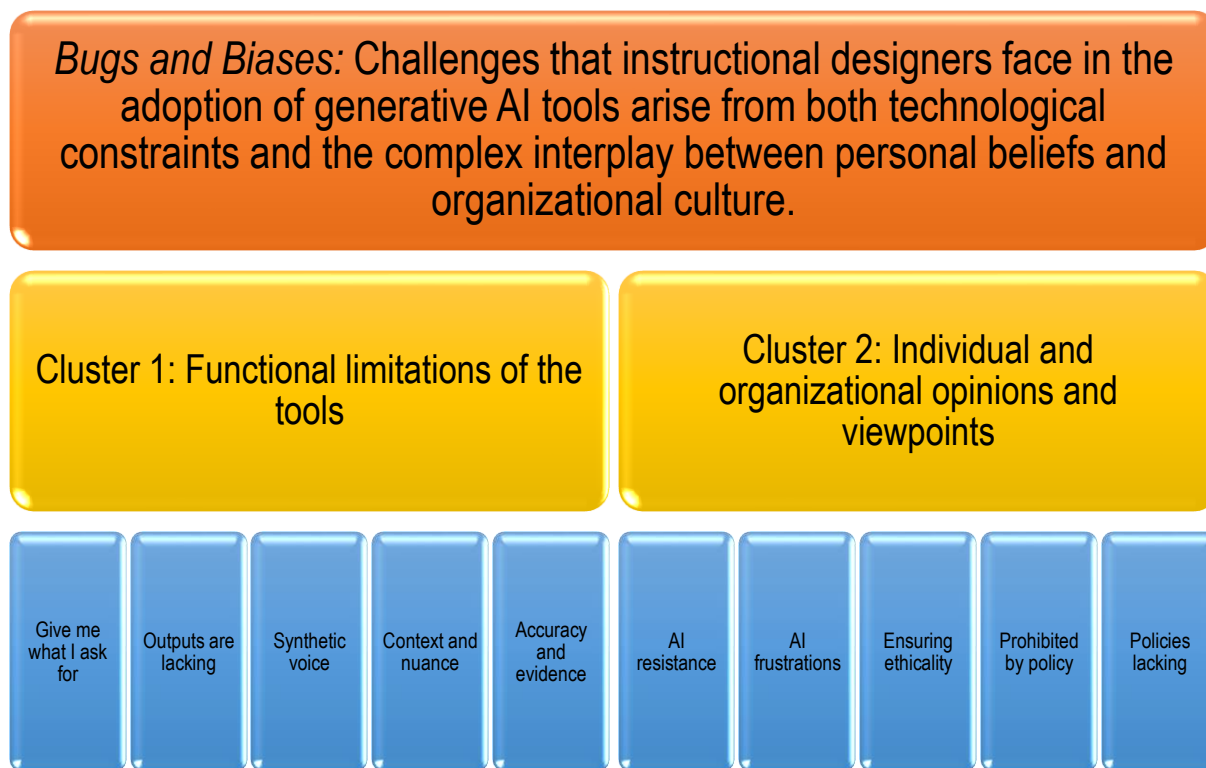 Bugs and Biases: Challenges that instructional designers face in the
adoption of generative AI tools arise from both technological
constraints and the complex interplay between personal beliefs and
organizational culture.
Cluster 1: Functional limitations of the
tools
Cluster 2: Individual and
organizational opinions and
viewpoints
Give me
what I ask
for
Outputs are
lacking
Synthetic
voice
Context and
nuance
Accuracy
and
evidence
AI
resistance
AI
frustrations
Ensuring
ethicality
Prohibited
by policy
Policies
lacking